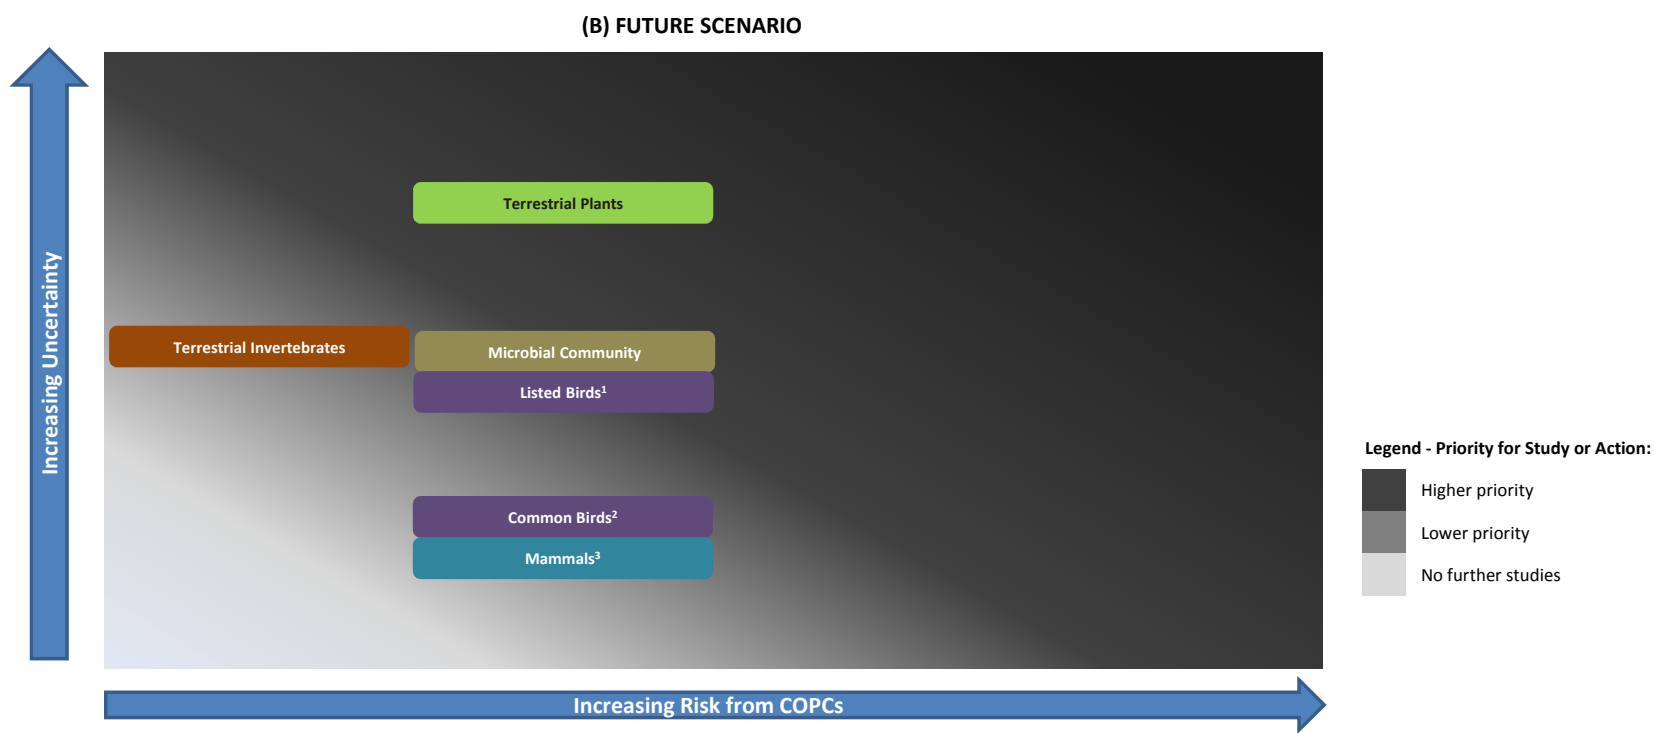 (B) FUTURE SCENARIO
Increasing Uncertainty
Terrestrial Plants
Terrestrial Invertebrates
Microbial Community
Listed Birds¹
Common Birds²
Mammals³
Increasing Risk from COPCs
Legend - Priority for Study or Action:
Higher priority
Lower priority
No further studies